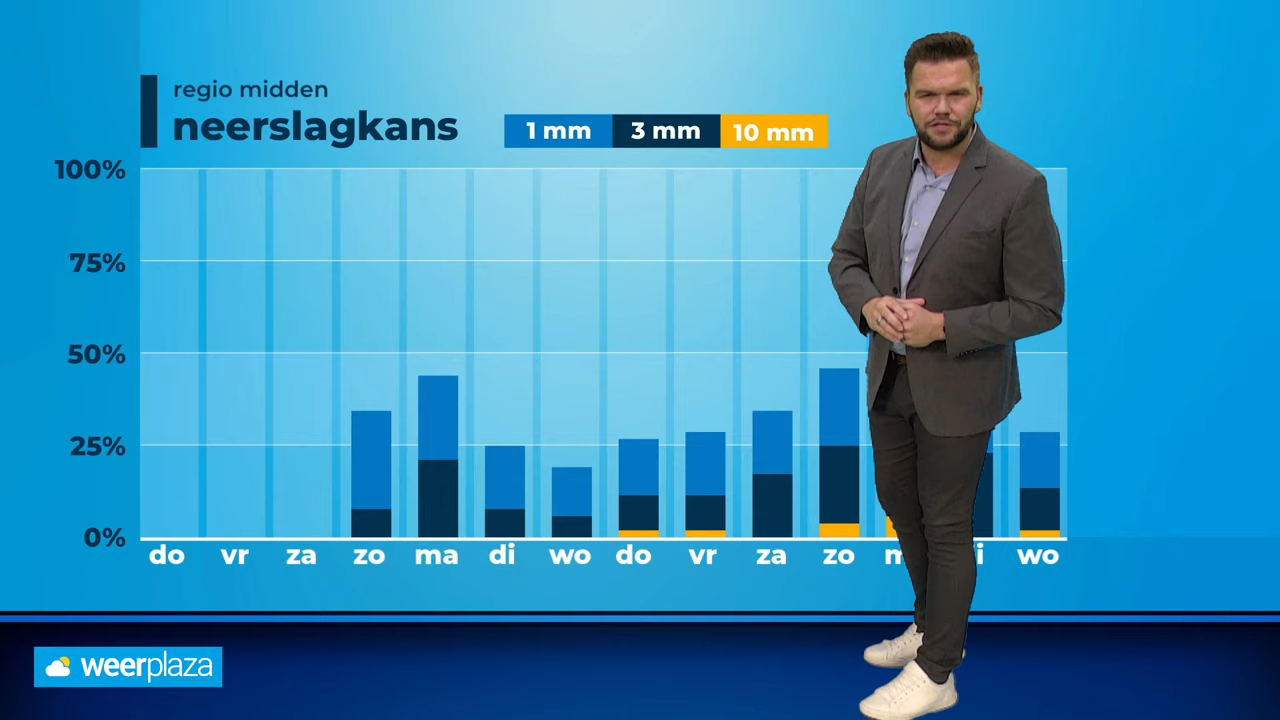 regio midden
neerslagkans
1 mm 3 mm 10 mm
100%
75%
50%
25%
0%
do vr za zo ma di wo do vr za zo wo
weerplaza